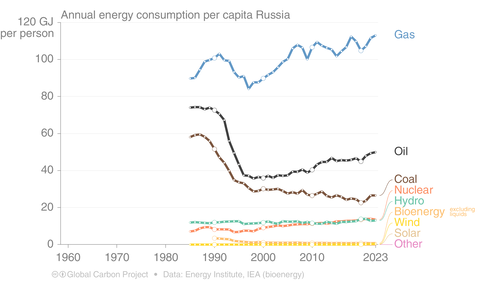 Annual energy consumption per capita Russia
120 GJ
per person
100
80
60
40
20
0
1960
1970
1980
1990
2000
2010
2023
Gas
Oil
Coal
Nuclear
Hydro
Bioenergy excluding liquids
Wind
Solar
Other
Global Carbon Project • Data: Energy Institute, IEA (bioenergy)